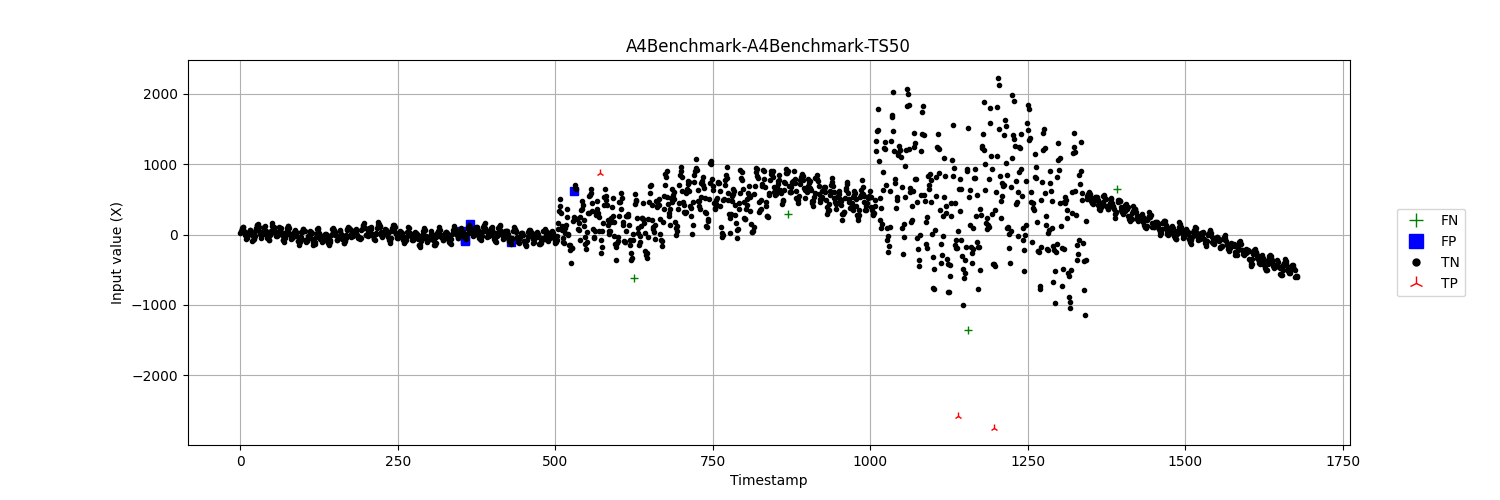 A4Benchmark-A4Benchmark-TS50
Input value (X)
2000
1000
0
−1000
−2000
0 250 500 750 1000 1250 1500 1750
Timestamp
FN
FP
TN
TP